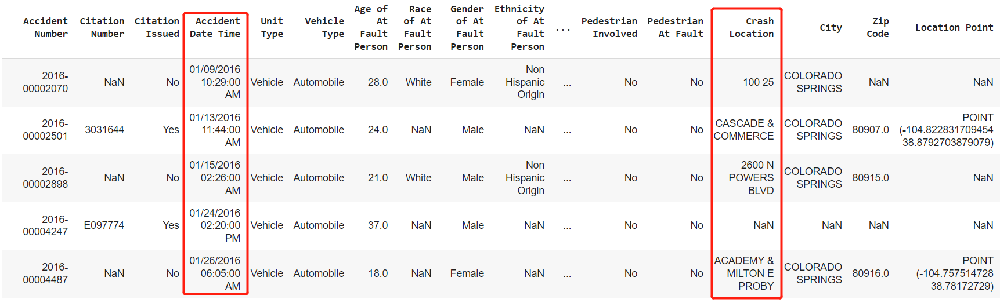 Accident Number Citation Number Citation Issued Accident Date Time Unit Type Vehicle Type Age of At Fault Person Race of At Fault Person Gender of At Fault Person Ethnicity of At Fault Person ... Pedestrian Involved Pedestrian At Fault Crash Location City Zip Code Location Point
2016-00002070 NaN No 01/09/2016 10:29:00 AM Vehicle Automobile 28.0 White Female Non Hispanic Origin ... No No 100 25 COLORADO SPRINGS NaN NaN
2016-00002501 3031644 Yes 01/13/2016 11:44:00 AM Vehicle Automobile 24.0 NaN Male NaN ... No No CASCADE & COMMERCE COLORADO SPRINGS 80907.0 POINT (-104.822831709454 38.8792703879079)
2016-00002898 NaN No 01/15/2016 02:26:00 AM Vehicle Automobile 21.0 White Male Non Hispanic Origin ... No No 2600 N POWERS BLVD COLORADO SPRINGS 80915.0 NaN
2016-00004247 E097774 Yes 01/24/2016 02:20:00 PM Vehicle Automobile 37.0 NaN Male NaN ... No No NaN NaN NaN NaN
2016-00004487 NaN No 01/26/2016 06:05:00 AM Vehicle Automobile 18.0 NaN Female NaN ... No No ACADEMY & MILTON E PROBY COLORADO SPRINGS 80916.0 POINT (-104.757514728 38.78172729)